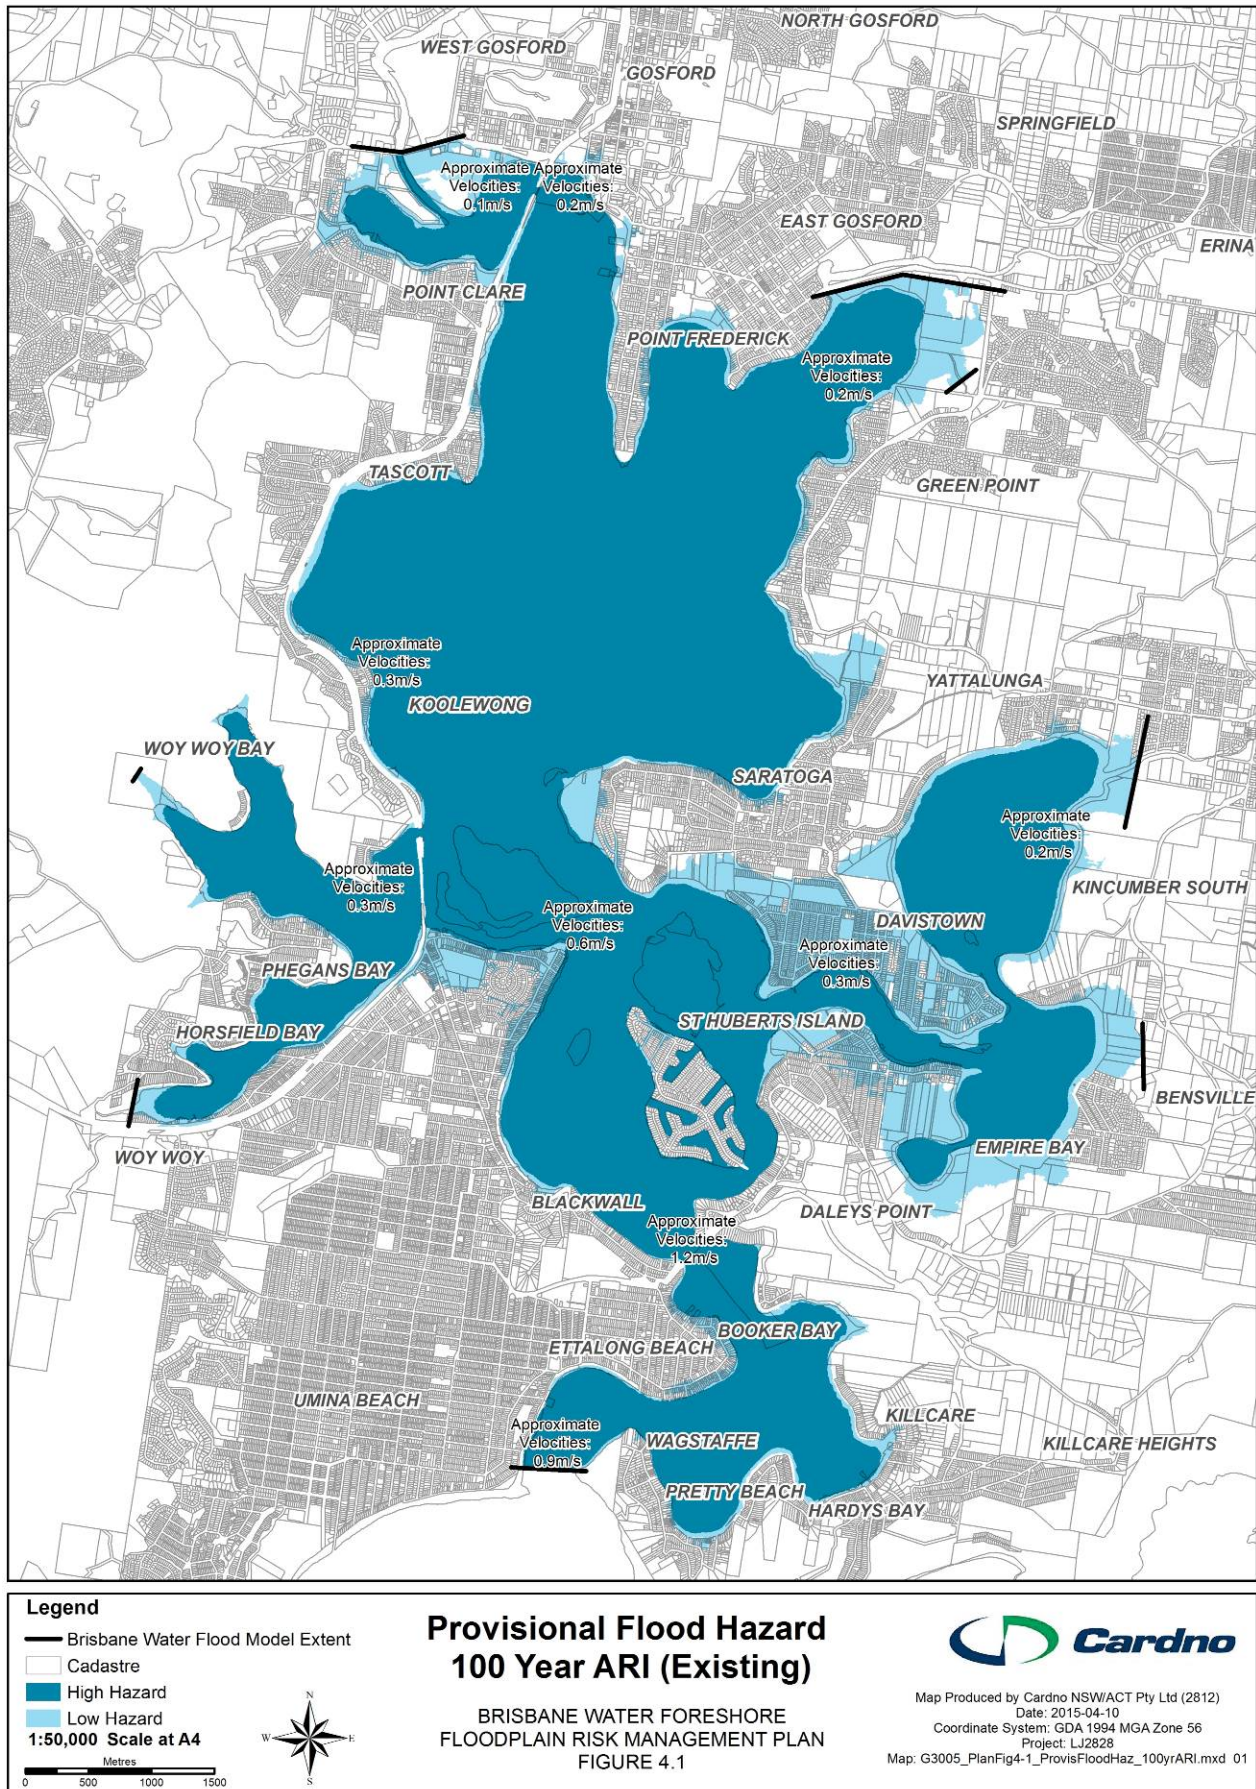 NORTH GOSFORD
WEST GOSFORD
GOSFORD
SPRINGFIELD
Approximate
Velocities:
0.1m/s
Approximate
Velocities:
0.2m/s
EAST GOSFORD
ERINA
POINT CLARE
POINT FREDERICK
Approximate
Velocities:
0.2m/s
TASCOTT
GREEN POINT
Approximate
Velocities:
0.3m/s
YATTALUNGA
KOOLEWONG
WOY WOY BAY
SARATOGA
Approximate
Velocities:
0.2m/s
Approximate
Velocities:
0.3m/s
KINCUMBER SOUTH
Approximate
Velocities:
0.6m/s
DAVISTOWN
Approximate
Velocities:
0.3m/s
PHEGANS BAY
ST HUBERTS ISLAND
HORSFIELD BAY
BENSVILLE
EMPIRE BAY
WOY WOY
BLACKWALL
DALEYS POINT
Approximate
Velocities:
1.2m/s
BOOKER BAY
ETTALONG BEACH
UMINA BEACH
KILLCARE
Approximate
Velocities:
0.9m/s
WAGSTAFFE
KILLCARE HEIGHTS
PRETTY BEACH
HARDYS BAY
Legend
Brisbane Water Flood Model Extent
Cadastre
High Hazard
Low Hazard
1:50,000 Scale at A4
Metres
0 500 1000 1500
N
W E
S
Provisional Flood Hazard
100 Year ARI (Existing)
BRISBANE WATER FORESHORE
FLOODPLAIN RISK MANAGEMENT PLAN
FIGURE 4.1
Cardno
Map Produced by Cardno NSW/ACT Pty Ltd (2812)
Date: 2015-04-10
Coordinate System: GDA 1994 MGA Zone 56
Project: LJ2828
Map: G3005_PlanFig4-1_ProvisFloodHaz_100yrARI.mxd 01